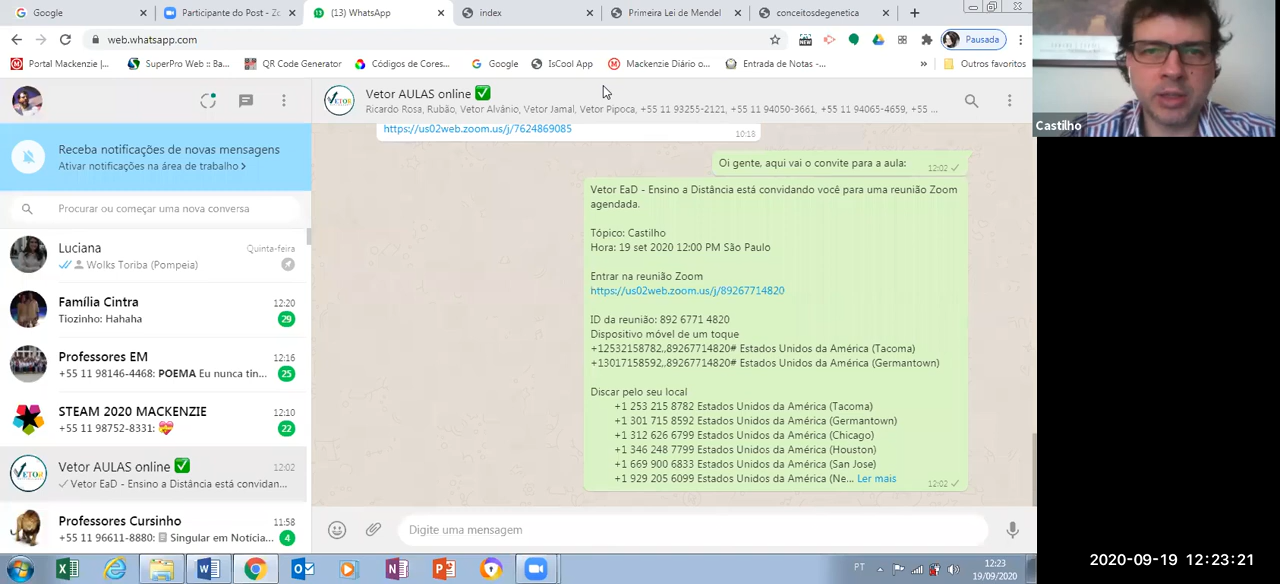 Google
Participante do Post - Zo
(13) WhatsApp
index
Primeira Lei de Mendel
conceitosdegenetica
web.whatsapp.com
Pausada
Portal Mackenzie |...
SuperPro Web :: Ba...
QR Code Generator
Códigos de Cores...
Google
IsCool App
Mackenzie Diário o...
Entrada de Notas -...
Outros favoritos
Vetor AULAS online ✅
Ricardo Rosa, Rubão, Vetor Alvânio, Vetor Jamal, Vetor Pipoca, +55 11 93255-2121, +55 11 94050-3661, +55 11 94065-4659, +55 ...
Receba notificações de novas mensagens
Ativar notificações na área de trabalho >
Procurar ou começar uma nova conversa
Luciana
Quinta-feira
Wolks Toriba (Pompeia)
Família Cintra
12:20
Tiozinho: Hahaha
29
Professores EM
12:16
+55 11 98146-4468: POEMA Eu nunca tin...
25
STEAM 2020 MACKENZIE
12:10
+55 11 98752-8331: 💝
22
Vetor AULAS online ✅
12:02
Vetor EaD - Ensino a Distância está convidan...
Professores Cursinho
11:58
+55 11 96611-8880: Singular em Notícia...
4
https://us02web.zoom.us/j/7624869085
10:18
Oi gente, aqui vai o convite para a aula:
12:02
Vetor EaD - Ensino a Distância está convidando você para uma reunião Zoom
agendada.
Tópico: Castilho
Hora: 19 set 2020 12:00 PM São Paulo
Entrar na reunião Zoom
https://us02web.zoom.us/j/89267714820
ID da reunião: 892 6771 4820
Dispositivo móvel de um toque
+12532158782,,89267714820# Estados Unidos da América (Tacoma)
+13017158592,,89267714820# Estados Unidos da América (Germantown)
Discar pelo seu local
+1 253 215 8782 Estados Unidos da América (Tacoma)
+1 301 715 8592 Estados Unidos da América (Germantown)
+1 312 626 6799 Estados Unidos da América (Chicago)
+1 346 248 7799 Estados Unidos da América (Houston)
+1 669 900 6833 Estados Unidos da América (San Jose)
+1 929 205 6099 Estados Unidos da América (Ne... Ler mais
12:02
Digite uma mensagem
PT
12:23
19/09/2020
Castilho
2020-09-19 12:23:21